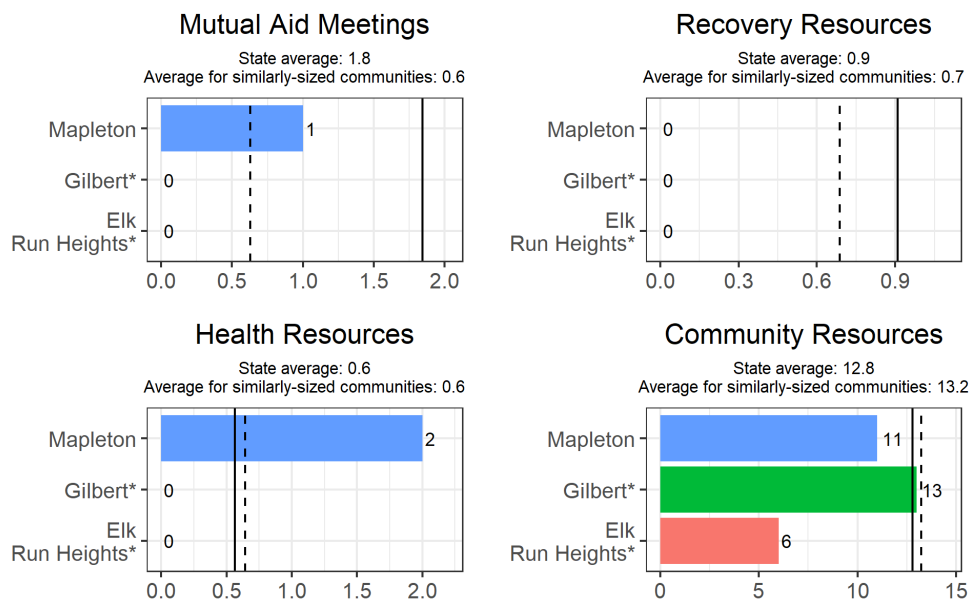 Mutual Aid Meetings
State average: 1.8
Average for similarly-sized communities: 0.6
Mapleton
1
Gilbert*
0
Elk
Run Heights*
0
0.0 0.5 1.0 1.5 2.0
Recovery Resources
State average: 0.9
Average for similarly-sized communities: 0.7
Mapleton
0
Gilbert*
0
Elk
Run Heights*
0
0.0 0.3 0.6 0.9
Health Resources
State average: 0.6
Average for similarly-sized communities: 0.6
Mapleton
2
Gilbert*
0
Elk
Run Heights*
0
0.0 0.5 1.0 1.5 2.0
Community Resources
State average: 12.8
Average for similarly-sized communities: 13.2
Mapleton
11
Gilbert*
13
Elk
Run Heights*
6
0 5 10 15